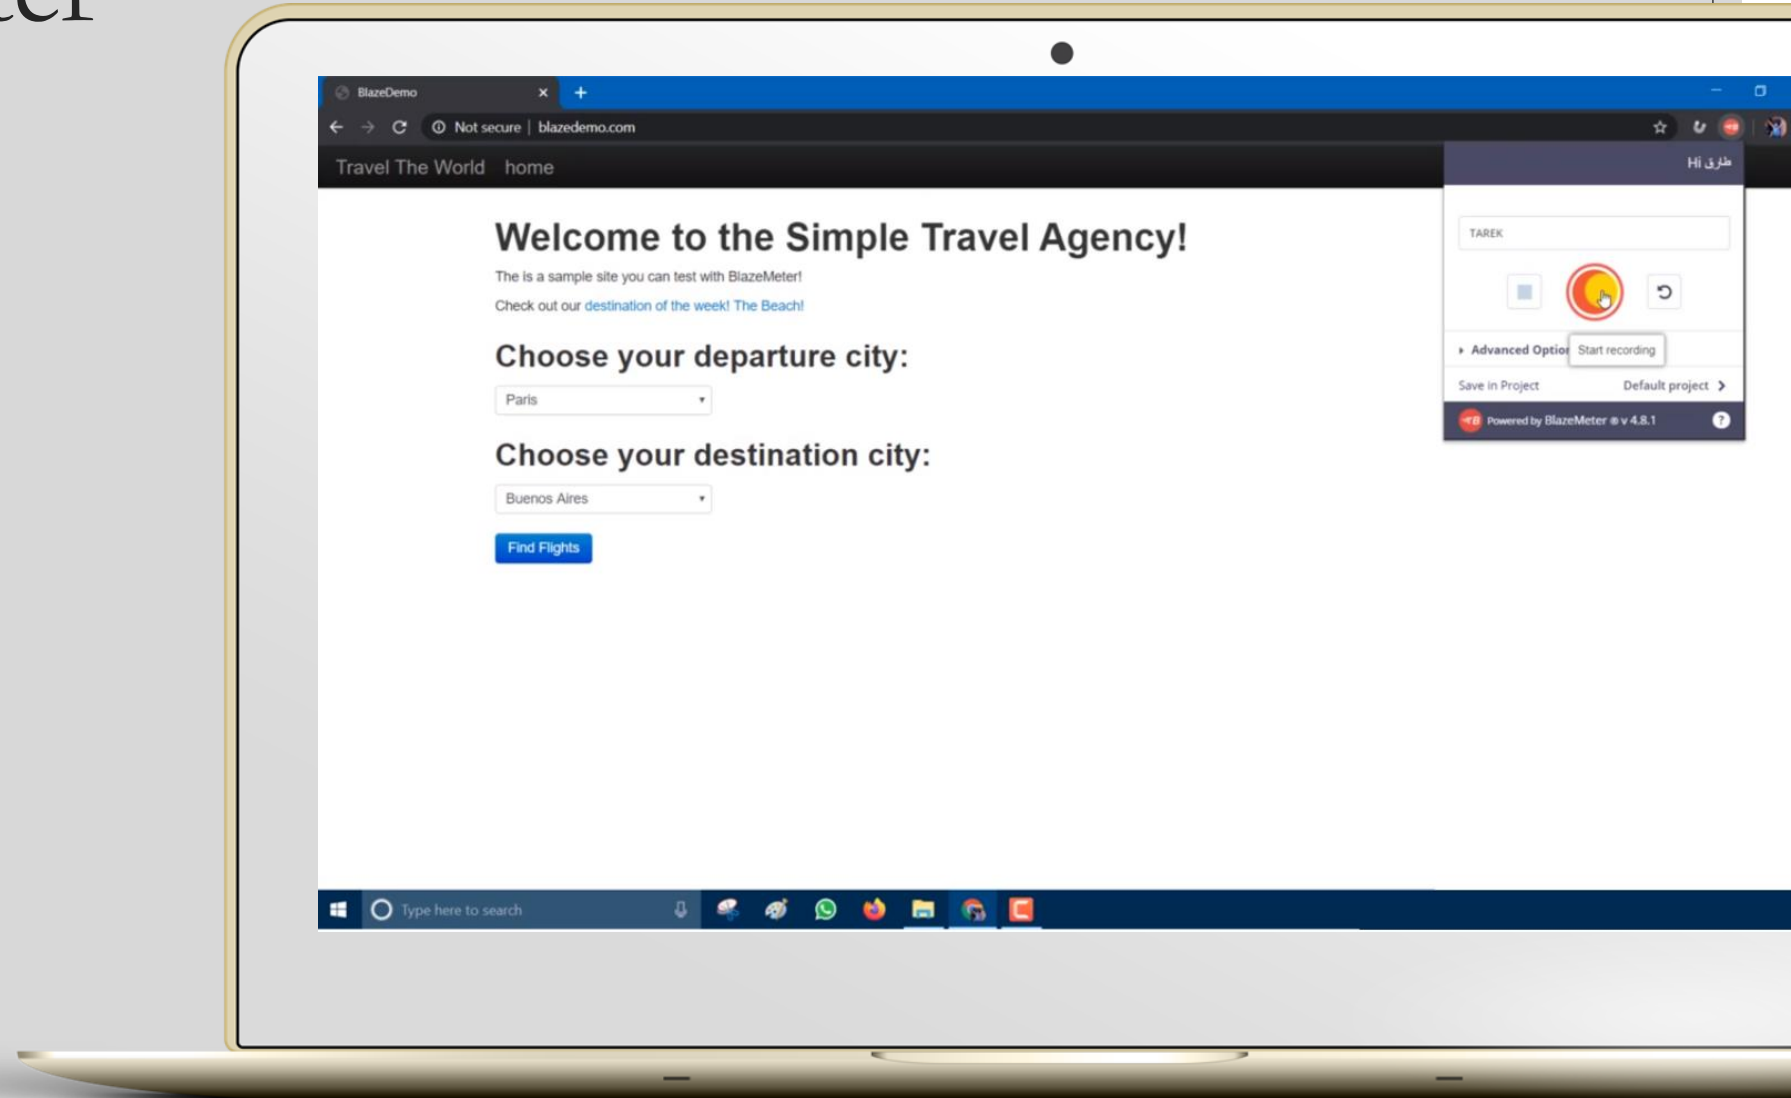 BlazeDemo
Not secure | blazedemo.com
Travel The World home
Hi طارق
Welcome to the Simple Travel Agency!
The is a sample site you can test with BlazeMeter!
Check out our destination of the week! The Beach!
Choose your departure city:
Paris
Choose your destination city:
Buenos Aires
Find Flights
TAREK
Advanced Option
Start recording
Save in Project Default project
Powered by BlazeMeter ® v 4.8.1
Type here to search